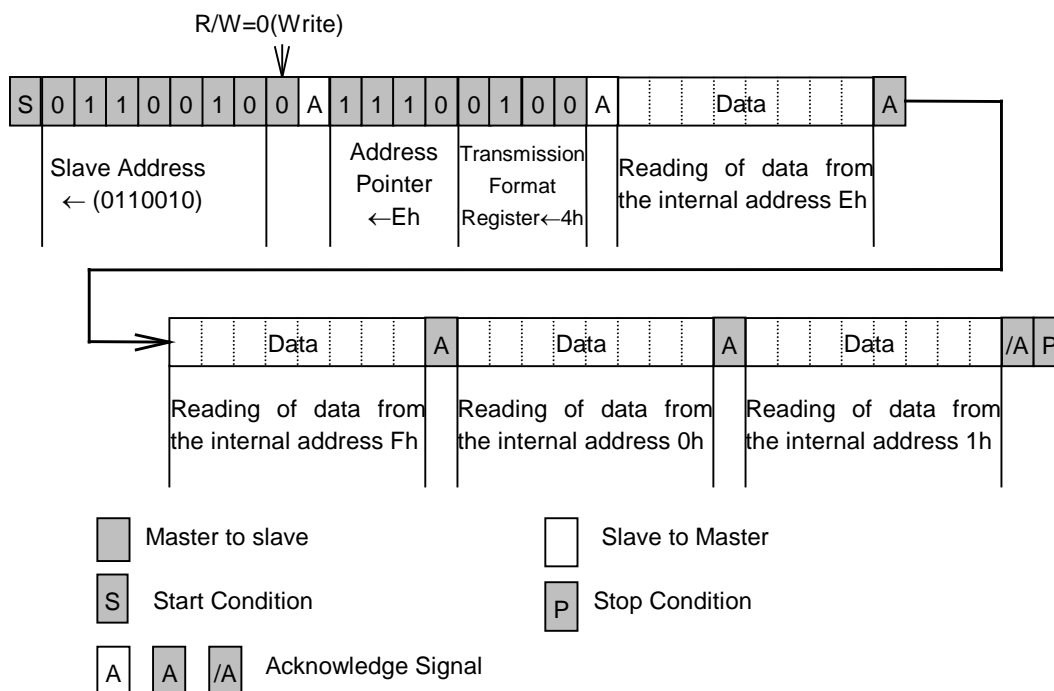 R/W=0(Write)
S 0 1 1 0 0 1 0 0 A 1 1 1 0 0 1 0 0 A Data A
Slave Address
← (0110010)
Address
Pointer
←Eh
Transmission
Format
Register←4h
Reading of data from
the internal address Eh
Data A Data A Data /A P
Reading of data from
the internal address Fh
Reading of data from
the internal address 0h
Reading of data from
the internal address 1h
Master to slave
Slave to Master
S Start Condition
P Stop Condition
A A /A Acknowledge Signal